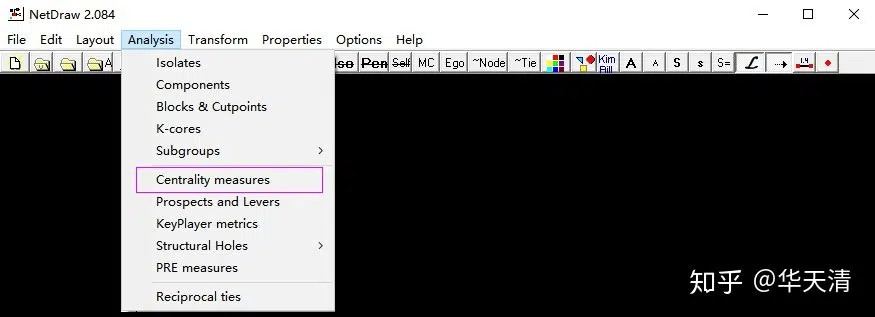 NetDraw 2.084
File Edit Layout Analysis Transform Properties Options Help
A Iso Pen Self MC Ego ~Node ~Tie Kim Bill A A S s S= L 1.4
Isolates
Components
Blocks & Cutpoints
K-cores
Subgroups
Centrality measures
Prospects and Levers
KeyPlayer metrics
Structural Holes
PRE measures
Reciprocal ties
知乎 @华天清